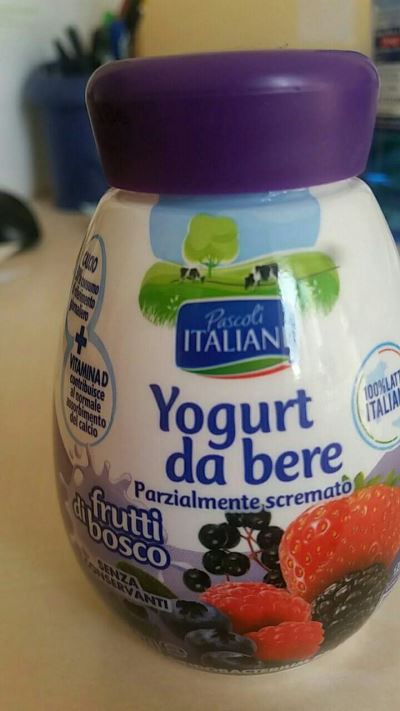 Pascoli
ITALIANI
Yogurt
da bere
Parzialmente scremato
frutti
di bosco
SENZA
CONSERVANTI
CALCIO
+
VITAMINA D
contribuisce
al normale
assorbimento
del calcio
100% LATTE
ITALIANO